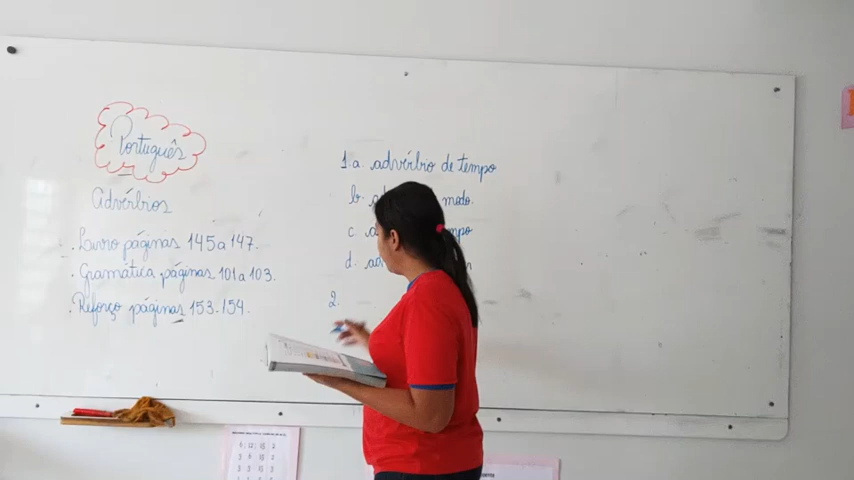 Português
Advérbios
. Livro páginas 145 a 147.
. Gramática páginas 101 a 103.
. Reforço páginas 153-154.
1. a. advérbio de tempo
b. modo.
c.
d.
2.